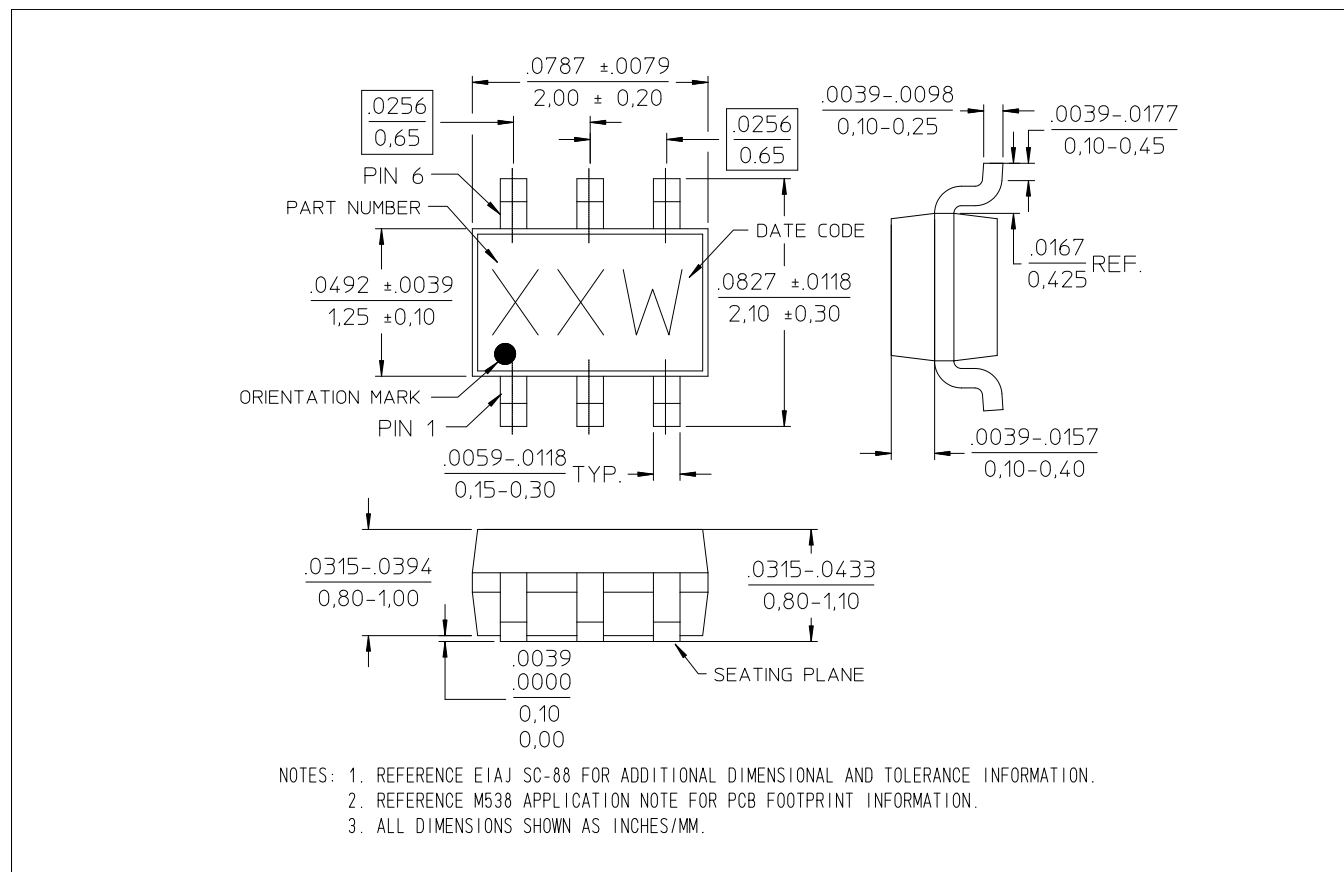 .0787 ±.0079
2,00 ± 0,20
.0256
0,65
.0256
0.65
.0039-.0098
0,10-0,25
.0039-.0177
0,10-0,45
PIN 6
PART NUMBER
DATE CODE
.0167
0,425
REF.
.0492 ±.0039
1,25 ±0,10
XXW
.0827 ±.0118
2,10 ±0,30
ORIENTATION MARK
PIN 1
.0059-.0118
0,15-0,30
TYP.
.0039-.0157
0,10-0,40
.0315-.0394
0,80-1,00
.0315-.0433
0,80-1,10
.0039
.0000
0,10
0,00
SEATING PLANE
NOTES: 1. REFERENCE EIAJ SC-88 FOR ADDITIONAL DIMENSIONAL AND TOLERANCE INFORMATION.
2. REFERENCE M538 APPLICATION NOTE FOR PCB FOOTPRINT INFORMATION.
3. ALL DIMENSIONS SHOWN AS INCHES/MM.